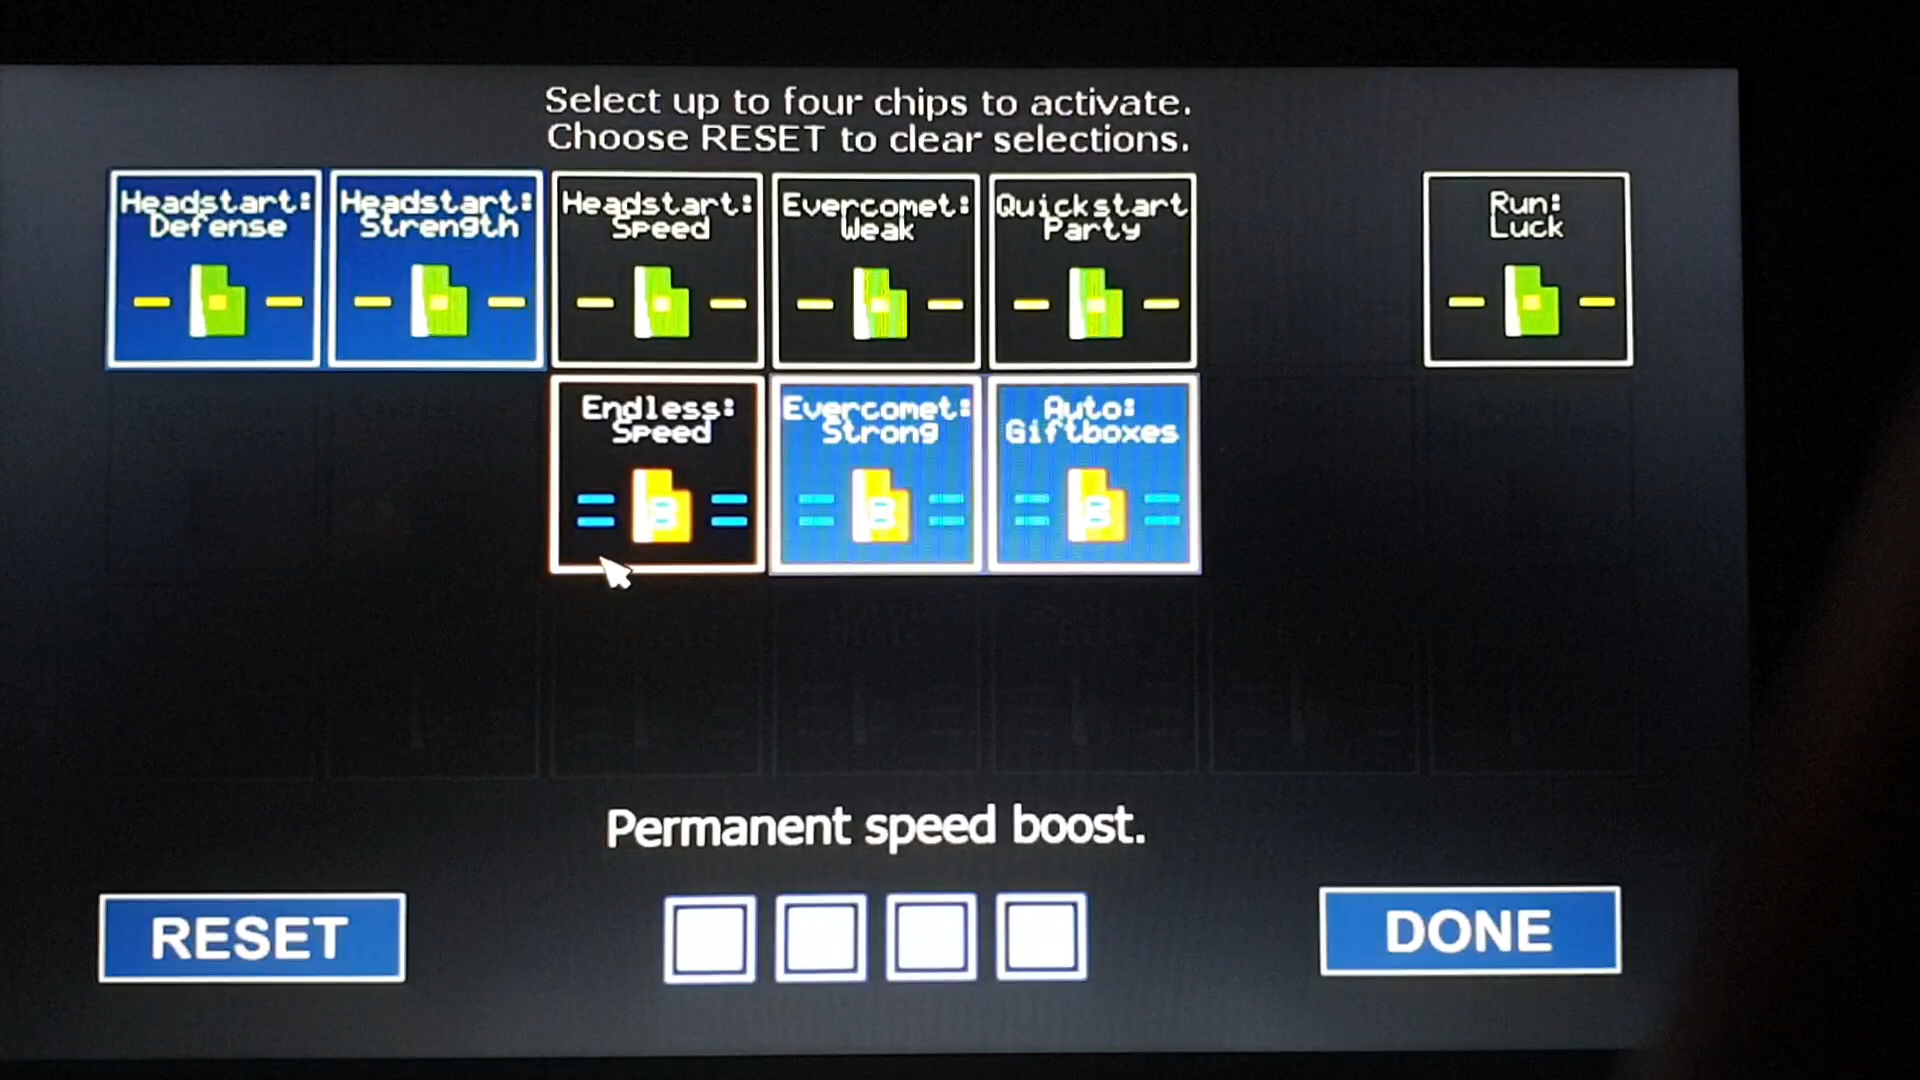 Select up to four chips to activate.
Choose RESET to clear selections.
Headstart:
Defense
Headstart:
Strength
Headstart:
Speed
Evercomet:
Weak
Quickstart
Party
Run:
Luck
Endless:
Speed
B
Evercomet:
Strong
B
Auto:
Giftboxes
B
Permanent speed boost.
RESET
DONE